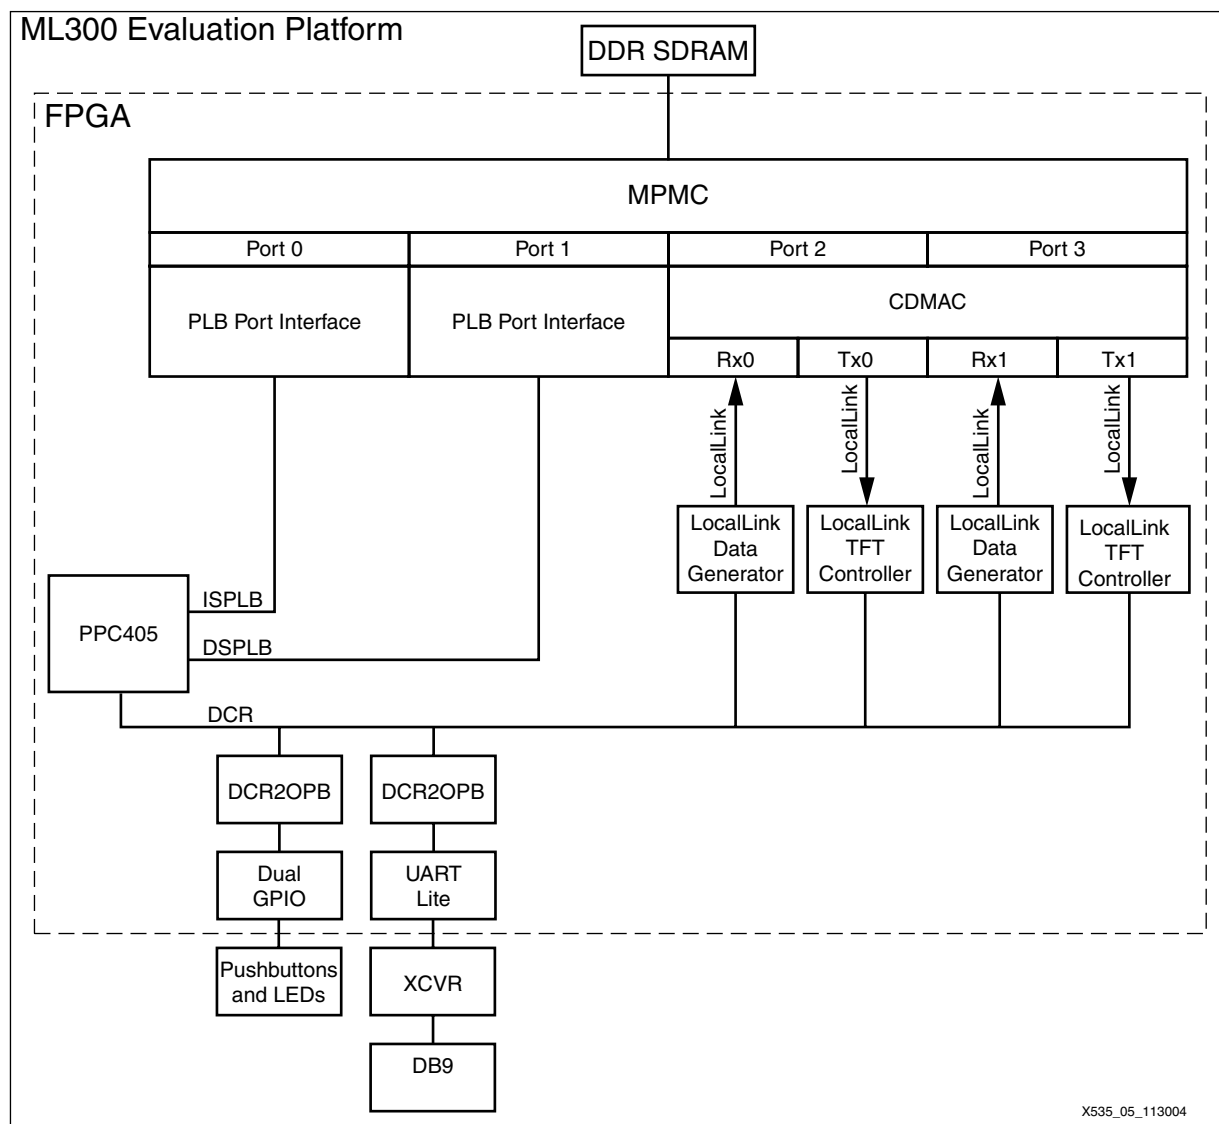 ML300 Evaluation Platform
DDR SDRAM
FPGA
MPMC
Port 0
Port 1
Port 2
Port 3
PLB Port Interface
PLB Port Interface
CDMAC
Rx0
Tx0
Rx1
Tx1
LocalLink
LocalLink
LocalLink
LocalLink
LocalLink
Data
Generator
LocalLink
TFT
Controller
LocalLink
Data
Generator
LocalLink
TFT
Controller
PPC405
ISPLB
DSPLB
DCR
DCR2OPB
DCR2OPB
Dual
GPIO
UART
Lite
Pushbuttons
and LEDs
XCVR
DB9
X535_05_113004